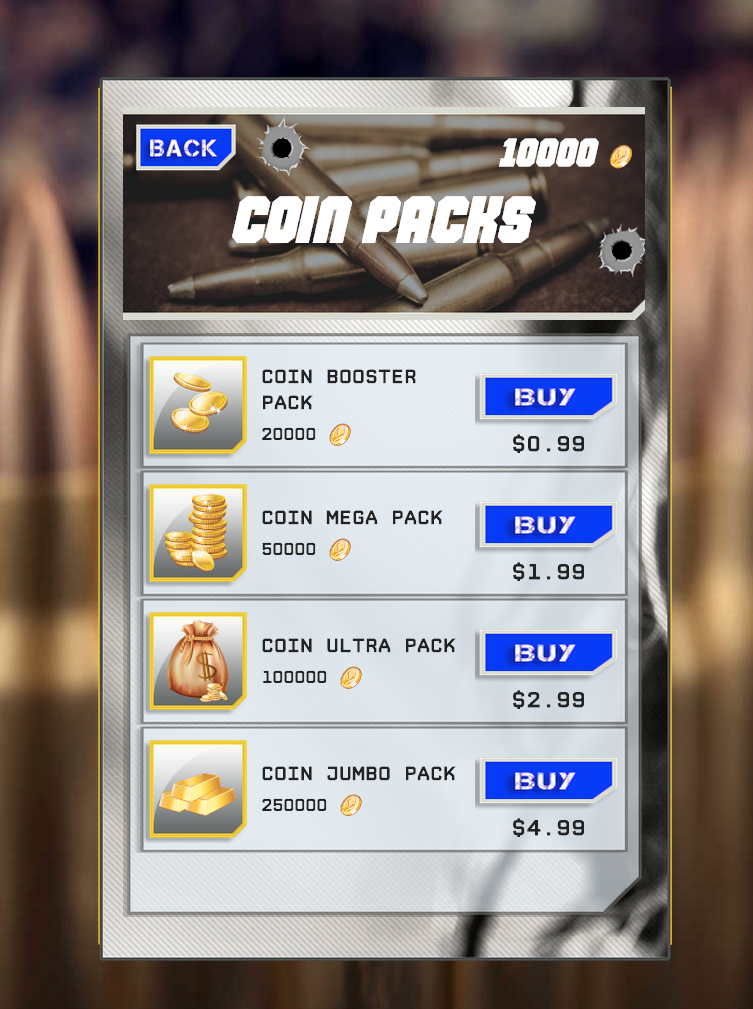 BACK
10000
COIN PACKS
COIN BOOSTER
PACK
20000
BUY
$0.99
COIN MEGA PACK
50000
BUY
$1.99
COIN ULTRA PACK
100000
BUY
$2.99
COIN JUMBO PACK
250000
BUY
$4.99